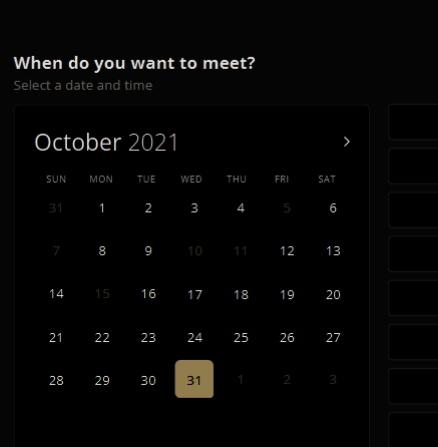 When do you want to meet?
Select a date and time
October 2021
SUN MON TUE WED THU FRI SAT
31 1 2 3 4 5 6
7 8 9 10 11 12 13
14 15 16 17 18 19 20
21 22 23 24 25 26 27
28 29 30 31 1 2 3